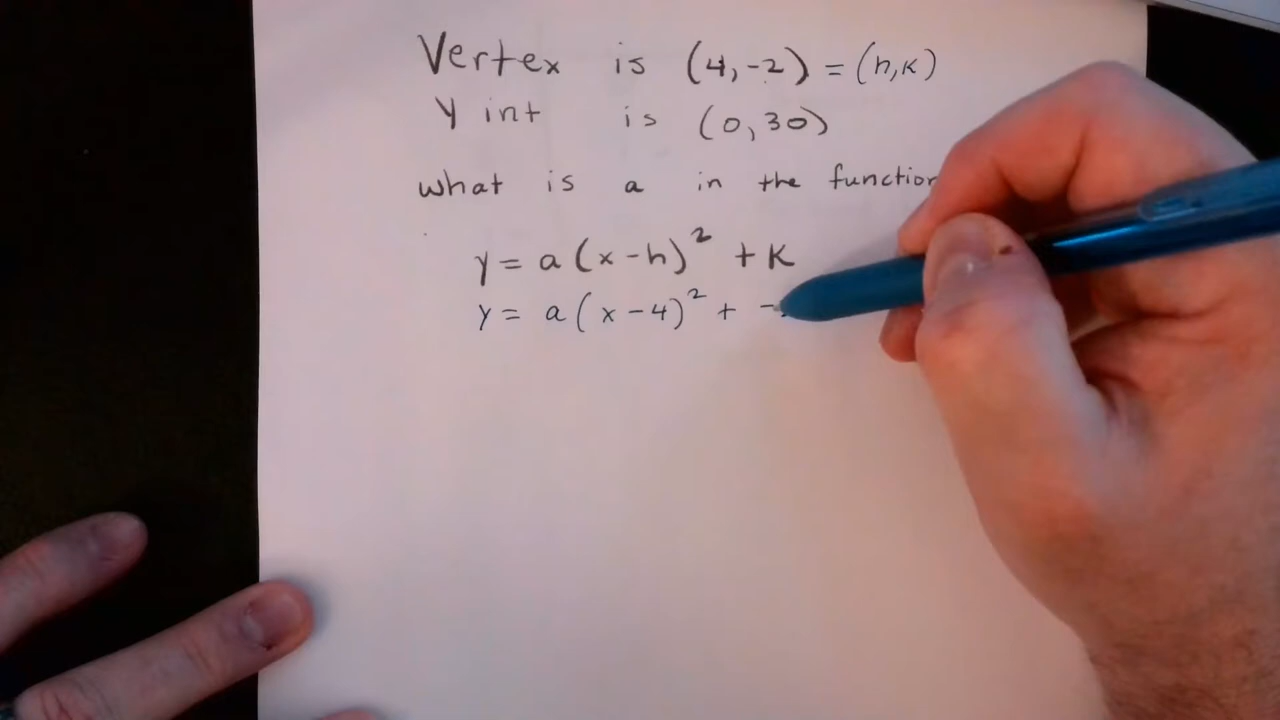 Vertex is (4,-2) = (h,k)
Y int is (0,30)
what is a in the function
y = a(x-h)² + k
y = a(x-4)² + -